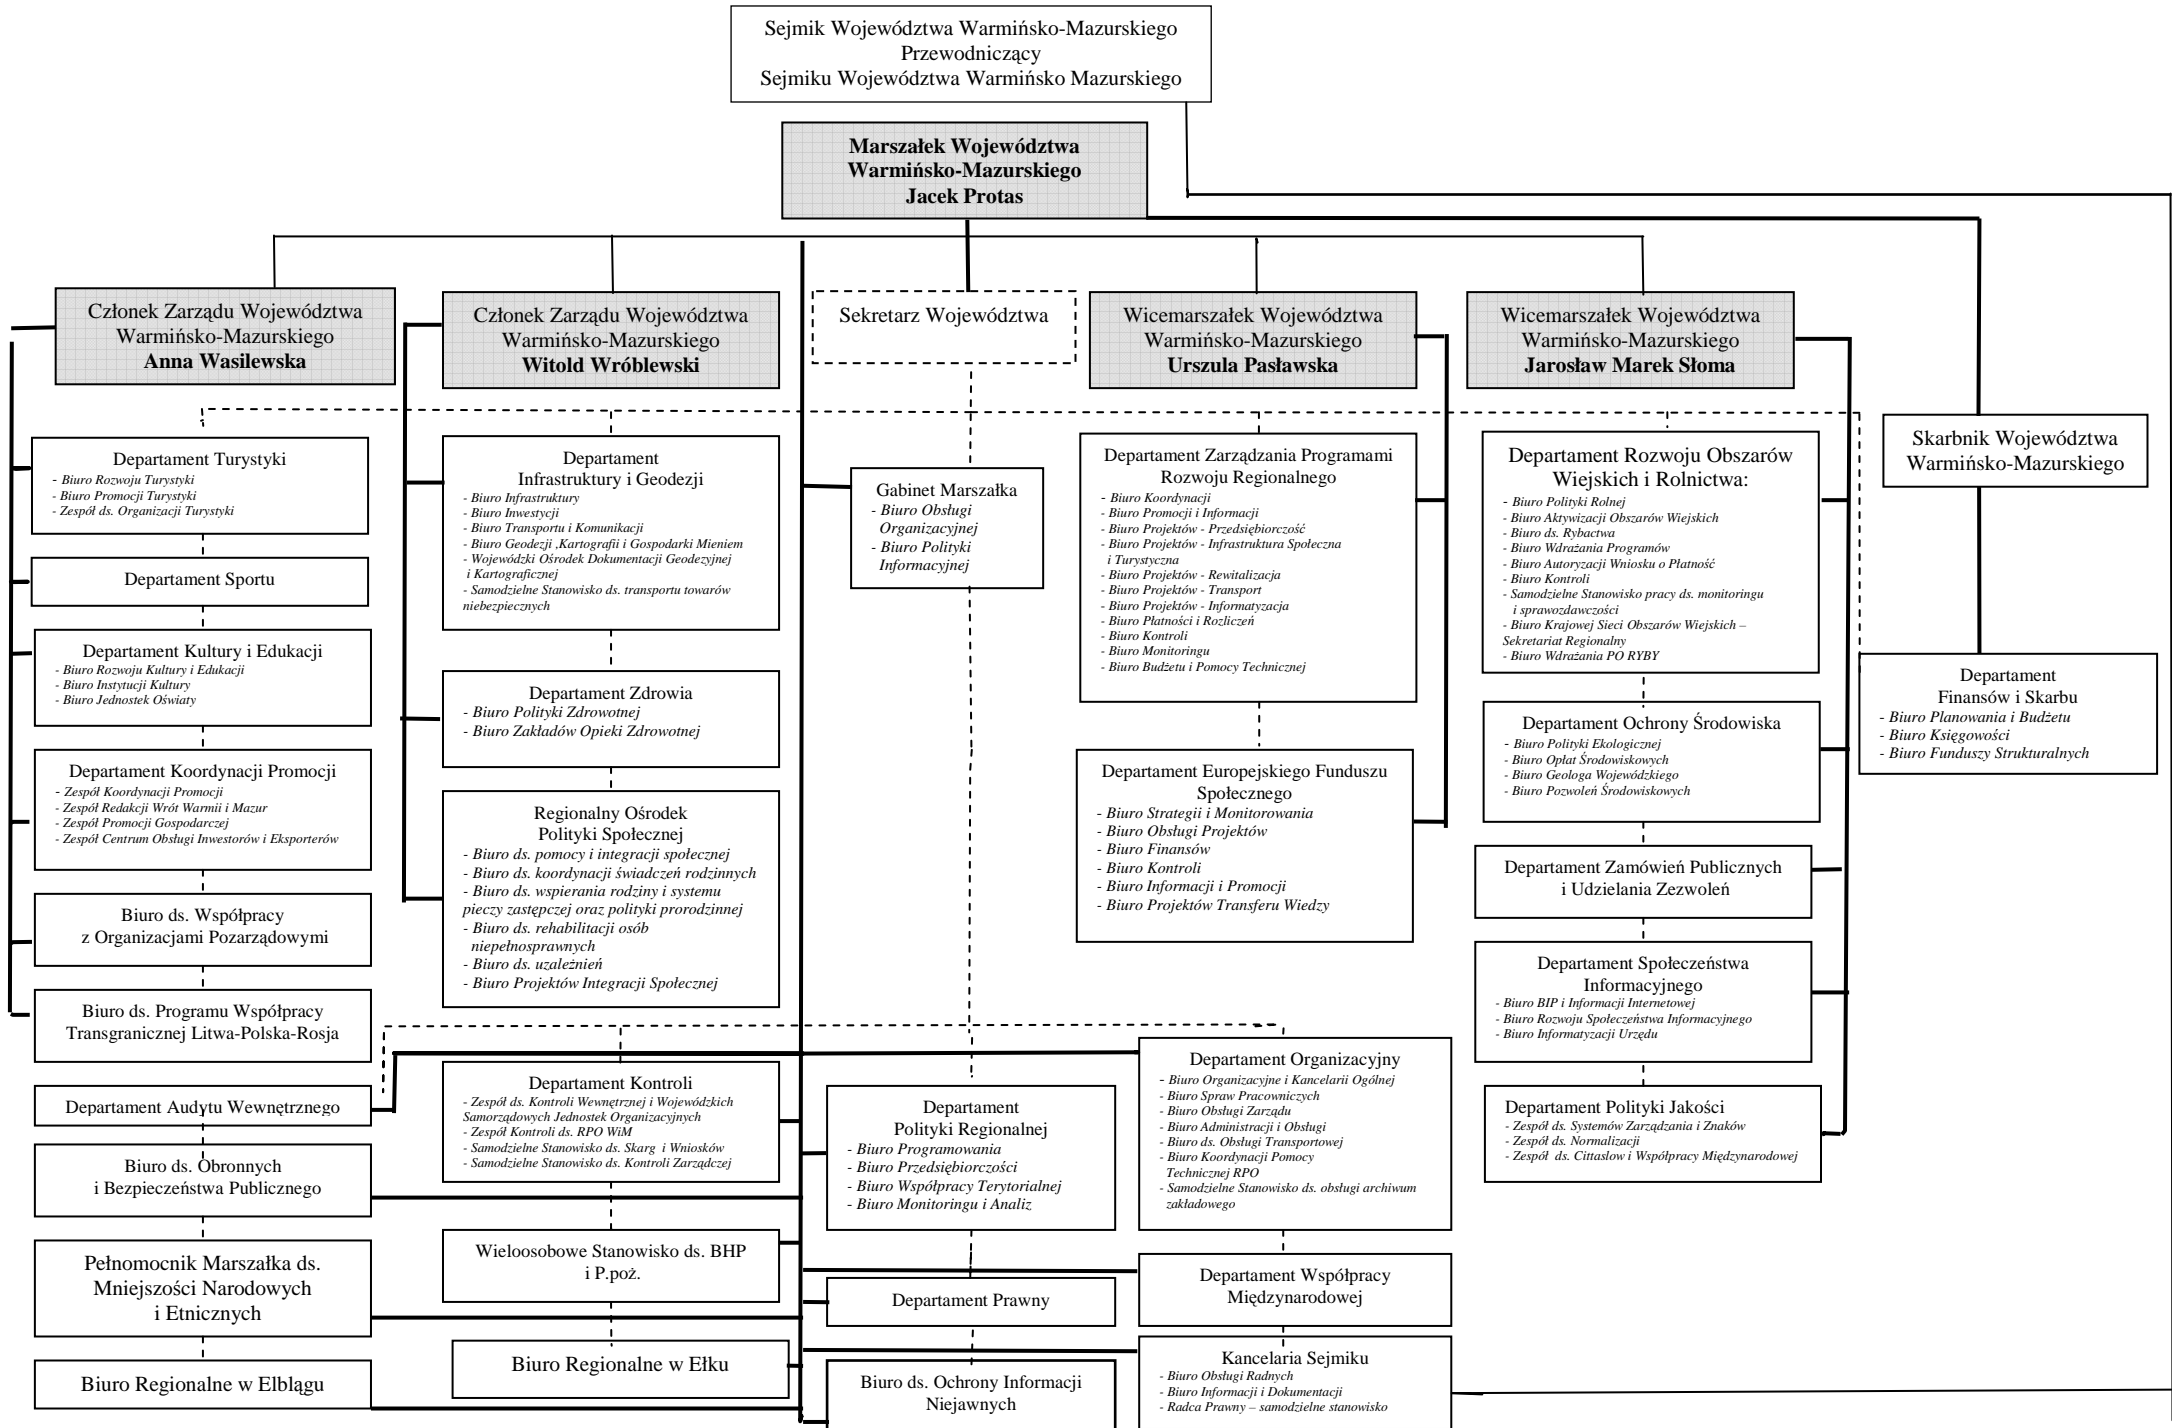 Sejmik Województwa Warmińsko-Mazurskiego
Przewodniczący
Sejmiku Województwa Warmińsko Mazurskiego
Marszałek Województwa
Warmińsko-Mazurskiego
Jacek Protas
Członek Zarządu Województwa
Warmińsko-Mazurskiego
Anna Wasilewska
Członek Zarządu Województwa
Warmińsko-Mazurskiego
Witold Wróblewski
Sekretarz Województwa
Wicemarszałek Województwa
Warmińsko-Mazurskiego
Urszula Pasławska
Wicemarszałek Województwa
Warmińsko-Mazurskiego
Jarosław Marek Słoma
Skarbnik Województwa
Warmińsko-Mazurskiego
Departament Turystyki
- Biuro Rozwoju Turystyki
- Biuro Promocji Turystyki
- Zespół ds. Organizacji Turystyki
Departament Sportu
Departament Kultury i Edukacji
- Biuro Rozwoju Kultury i Edukacji
- Biuro Instytucji Kultury
- Biuro Jednostek Oświaty
Departament Koordynacji Promocji
- Zespół Koordynacji Promocji
- Zespół Redakcji Wrót Warmii i Mazur
- Zespół Promocji Gospodarczej
- Zespół Centrum Obsługi Inwestorów i Eksporterów
Biuro ds. Współpracy
z Organizacjami Pozarządowymi
Biuro ds. Programu Współpracy
Transgranicznej Litwa-Polska-Rosja
Departament Audytu Wewnętrznego
Biuro ds. Obronnych
i Bezpieczeństwa Publicznego
Pełnomocnik Marszałka ds.
Mniejszości Narodowych
i Etnicznych
Biuro Regionalne w Elblągu
Departament
Infrastruktury i Geodezji
- Biuro Infrastruktury
- Biuro Inwestycji
- Biuro Transportu i Komunikacji
- Biuro Geodezji ,Kartografii i Gospodarki Mieniem
- Wojewódzki Ośrodek Dokumentacji Geodezyjnej
i Kartograficznej
- Samodzielne Stanowisko ds. transportu towarów
niebezpiecznych
Departament Zdrowia
- Biuro Polityki Zdrowotnej
- Biuro Zakładów Opieki Zdrowotnej
Regionalny Ośrodek
Polityki Społecznej
- Biuro ds. pomocy i integracji społecznej
- Biuro ds. koordynacji świadczeń rodzinnych
- Biuro ds. wspierania rodziny i systemu
pieczy zastępczej oraz polityki prorodzinnej
- Biuro ds. rehabilitacji osób
niepełnosprawnych
- Biuro ds. uzależnień
- Biuro Projektów Integracji Społecznej
Departament Kontroli
- Zespół ds. Kontroli Wewnętrznej i Wojewódzkich
Samorządowych Jednostek Organizacyjnych
- Zespół Kontroli ds. RPO WiM
- Samodzielne Stanowisko ds. Skarg i Wniosków
- Samodzielne Stanowisko ds. Kontroli Zarządczej
Wieloosobowe Stanowisko ds. BHP
i P.poż.
Biuro Regionalne w Ełku
Gabinet Marszałka
- Biuro Obsługi
Organizacyjnej
- Biuro Polityki
Informacyjnej
Departament
Polityki Regionalnej
- Biuro Programowania
- Biuro Przedsiębiorczości
- Biuro Współpracy Terytorialnej
- Biuro Monitoringu i Analiz
Departament Prawny
Biuro ds. Ochrony Informacji
Niejawnych
Departament Zarządzania Programami
Rozwoju Regionalnego
- Biuro Koordynacji
- Biuro Promocji i Informacji
- Biuro Projektów - Przedsiębiorczość
- Biuro Projektów - Infrastruktura Społeczna
i Turystyczna
- Biuro Projektów - Rewitalizacja
- Biuro Projektów - Transport
- Biuro Projektów - Informatyzacja
- Biuro Płatności i Rozliczeń
- Biuro Kontroli
- Biuro Monitoringu
- Biuro Budżetu i Pomocy Technicznej
Departament Europejskiego Funduszu
Społecznego
- Biuro Strategii i Monitorowania
- Biuro Obsługi Projektów
- Biuro Finansów
- Biuro Kontroli
- Biuro Informacji i Promocji
- Biuro Projektów Transferu Wiedzy
Departament Organizacyjny
- Biuro Organizacyjne i Kancelarii Ogólnej
- Biuro Spraw Pracowniczych
- Biuro Obsługi Zarządu
- Biuro Administracji i Obsługi
- Biuro ds. Obsługi Transportowej
- Biuro Koordynacji Pomocy
Technicznej RPO
- Samodzielne Stanowisko ds. obsługi archiwum
zakładowego
Departament Współpracy
Międzynarodowej
Kancelaria Sejmiku
- Biuro Obsługi Radnych
- Biuro Informacji i Dokumentacji
- Radca Prawny – samodzielne stanowisko
Departament Rozwoju Obszarów
Wiejskich i Rolnictwa:
- Biuro Polityki Rolnej
- Biuro Aktywizacji Obszarów Wiejskich
- Biuro ds. Rybactwa
- Biuro Wdrażania Programów
- Biuro Autoryzacji Wniosku o Płatność
- Biuro Kontroli
- Samodzielne Stanowisko pracy ds. monitoringu
i sprawozdawczości
- Biuro Krajowej Sieci Obszarów Wiejskich –
Sekretariat Regionalny
- Biuro Wdrażania PO RYBY
Departament Ochrony Środowiska
- Biuro Polityki Ekologicznej
- Biuro Opłat Środowiskowych
- Biuro Geologa Wojewódzkiego
- Biuro Pozwoleń Środowiskowych
Departament Zamówień Publicznych
i Udzielania Zezwoleń
Departament Społeczeństwa
Informacyjnego
- Biuro BIP i Informacji Internetowej
- Biuro Rozwoju Społeczeństwa Informacyjnego
- Biuro Informatyzacji Urzędu
Departament Polityki Jakości
- Zespół ds. Systemów Zarządzania i Znaków
- Zespół ds. Normalizacji
- Zespół ds. Cittaslow i Współpracy Międzynarodowej
Departament
Finansów i Skarbu
- Biuro Planowania i Budżetu
- Biuro Księgowości
- Biuro Funduszy Strukturalnych